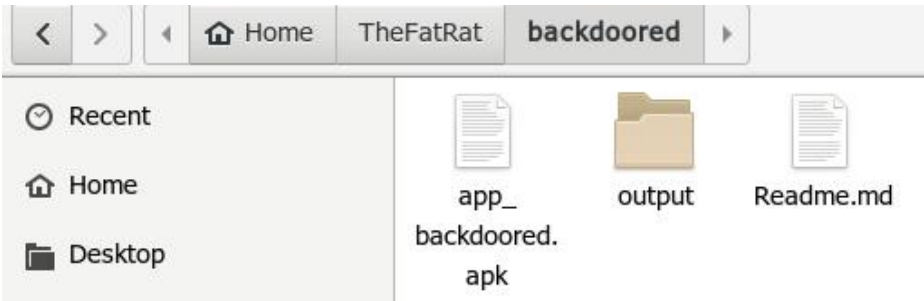 Home TheFatRat backdoored
Recent
Home
Desktop
app_
backdoored.
apk
output
Readme.md